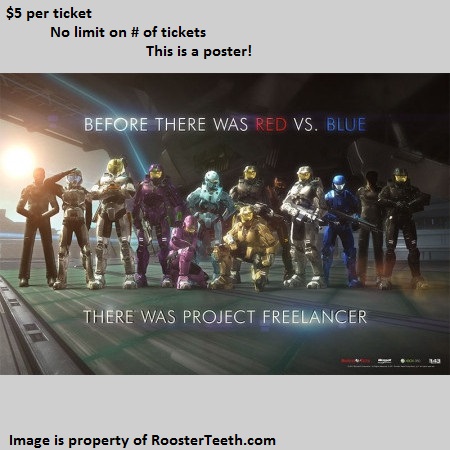 $5 per ticket
No limit on # of tickets
This is a poster!
BEFORE THERE WAS RED VS. BLUE
THERE WAS PROJECT FREELANCER
Image is property of RoosterTeeth.com